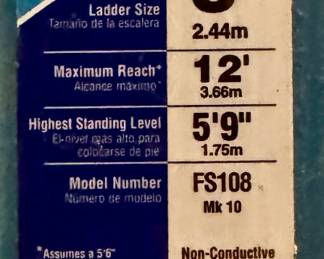 Ladder Size
Tamaño de la escalera
2.44m
Maximum Reach*
Alcance máximo*
12'
3.66m
Highest Standing Level
El nivel más alto para
colocarse de pie
5'9"
1.75m
Model Number
Número de modelo
FS108
Mk 10
*Assumes a 5'6"
Non-Conductive